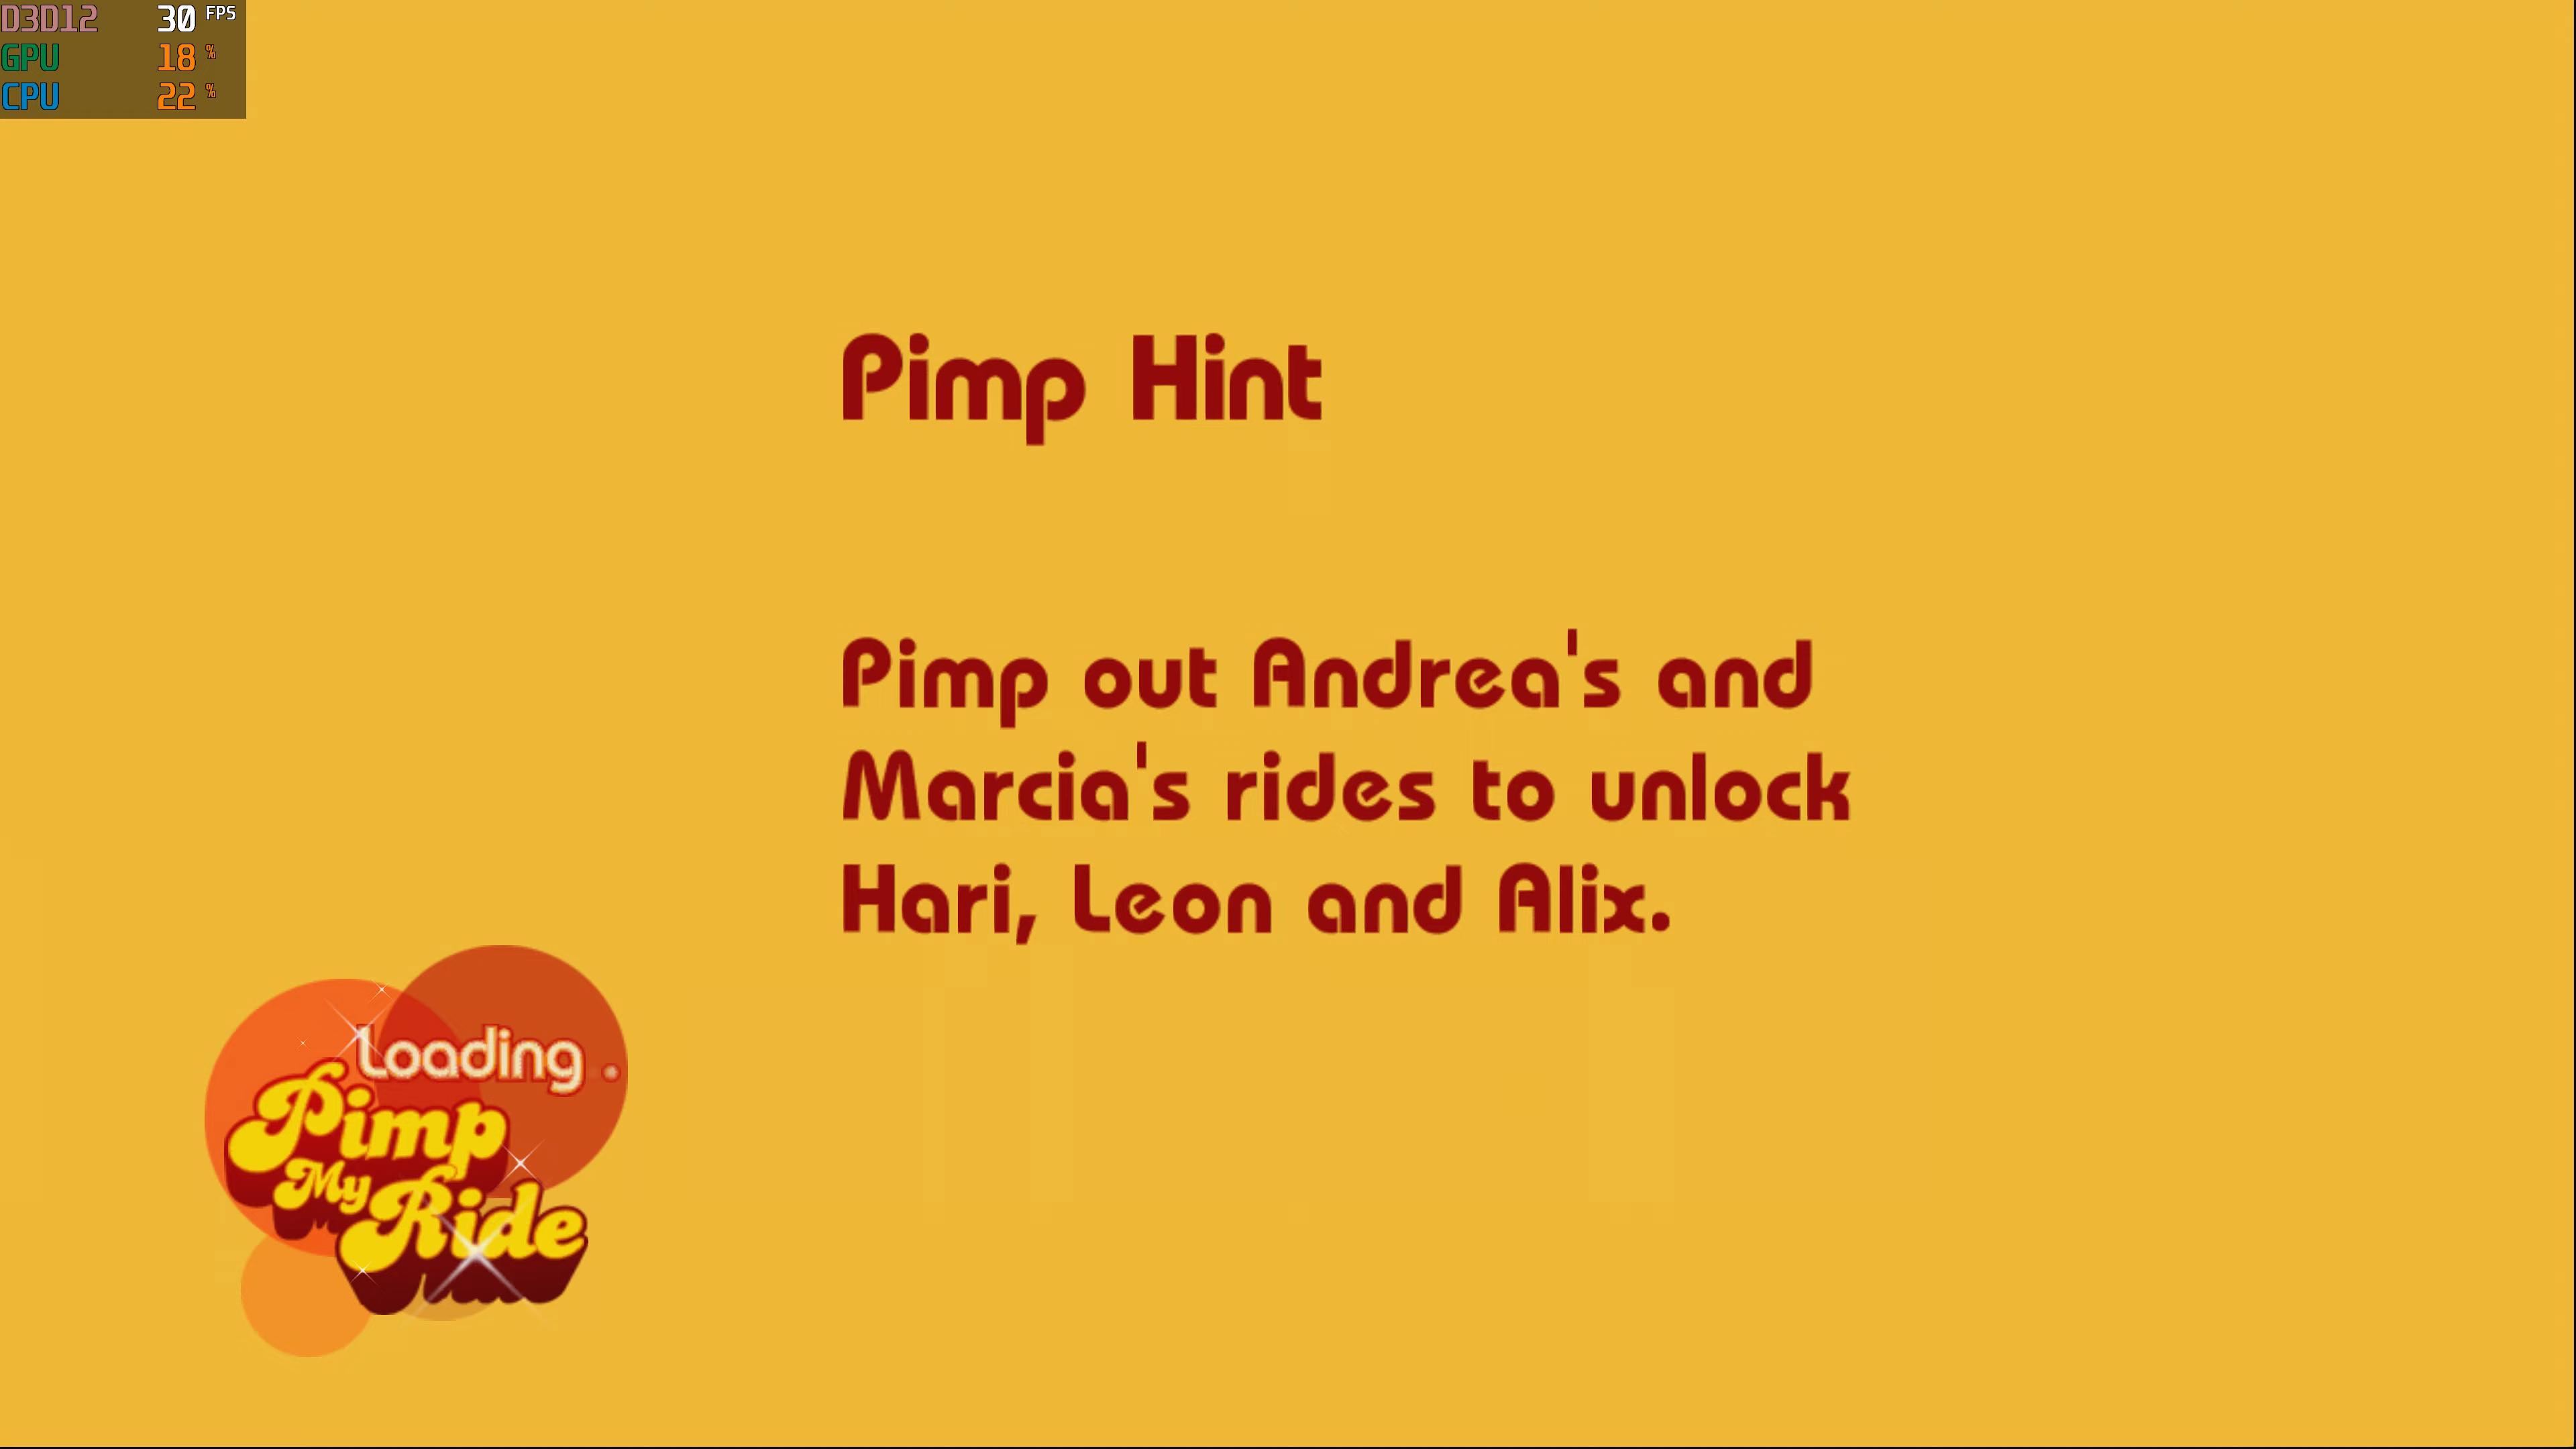 D3D12 30 FPS
GPU 18 %
CPU 22 %
Pimp Hint
Pimp out Andrea's and
Marcia's rides to unlock
Hari, Leon and Alix.
Loading .
Pimp
My
Ride